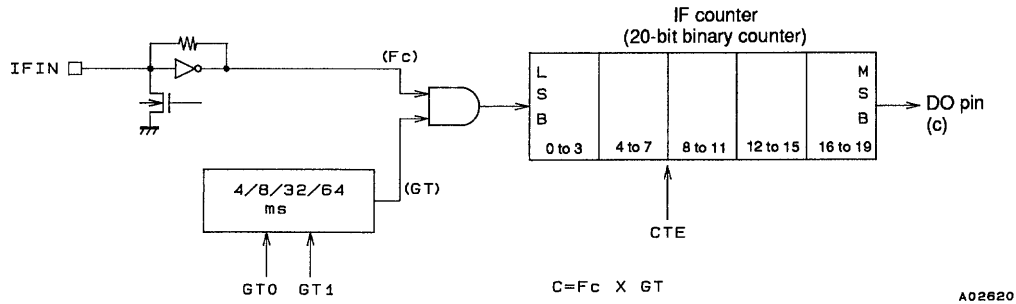 IF counter
(20-bit binary counter)
IFIN
(Fc)
L
S
B
M
S
B
DO pin
(c)
0 to 3
4 to 7
8 to 11
12 to 15
16 to 19
4/8/32/64
ms
(GT)
CTE
GT0 GT1
C=Fc X GT
A02620